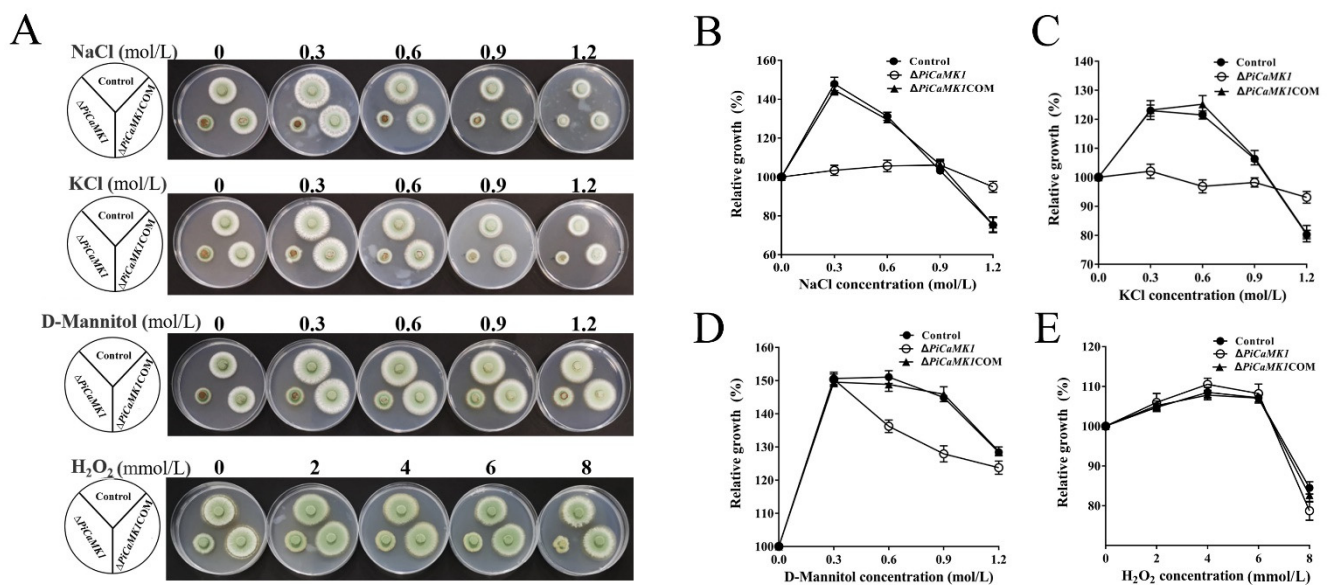 A
NaCl (mol/L)
0 0.3 0.6 0.9 1.2
Control
ΔPiCaMK1
ΔPiCaMK1COM
KCl (mol/L)
0 0.3 0.6 0.9 1.2
Control
ΔPiCaMK1
ΔPiCaMK1COM
D-Mannitol (mol/L)
0 0.3 0.6 0.9 1.2
Control
ΔPiCaMK1
ΔPiCaMK1COM
H₂O₂ (mmol/L)
0 2 4 6 8
Control
ΔPiCaMK1
ΔPiCaMK1COM
B
Control
ΔPiCaMK1
ΔPiCaMK1COM
Relative growth (%)
160
140
120
100
80
60
0.0 0.3 0.6 0.9 1.2
NaCl concentration (mol/L)
C
Control
ΔPiCaMK1
ΔPiCaMK1COM
Relative growth (%)
140
130
120
110
100
90
80
70
0.0 0.3 0.6 0.9 1.2
KCl concentration (mol/L)
D
Control
ΔPiCaMK1
ΔPiCaMK1COM
Relative growth (%)
160
150
140
130
120
110
100
0.0 0.3 0.6 0.9 1.2
D-Mannitol concentration (mol/L)
E
Control
ΔPiCaMK1
ΔPiCaMK1COM
Relative growth (%)
120
110
100
90
80
0 2 4 6 8
H₂O₂ concentration (mmol/L)